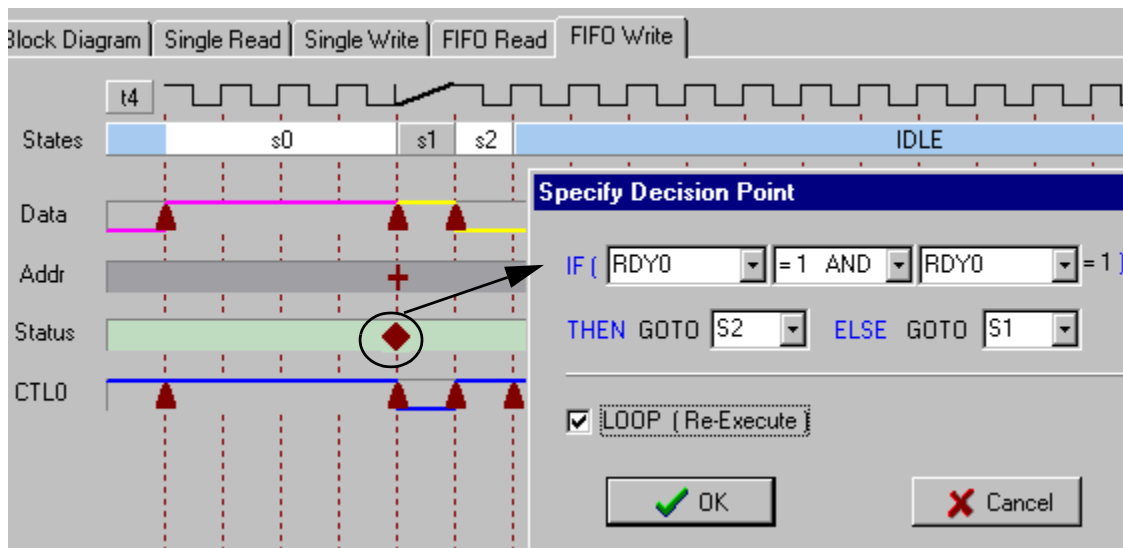 Block Diagram Single Read Single Write FIFO Read FIFO Write
t4
States s0 s1 s2 IDLE
Specify Decision Point
Data
IF ( RDY0 = 1 AND RDY0 = 1 )
Addr
THEN GOTO S2 ELSE GOTO S1
Status
CTL0
LOOP ( Re-Execute )
OK Cancel